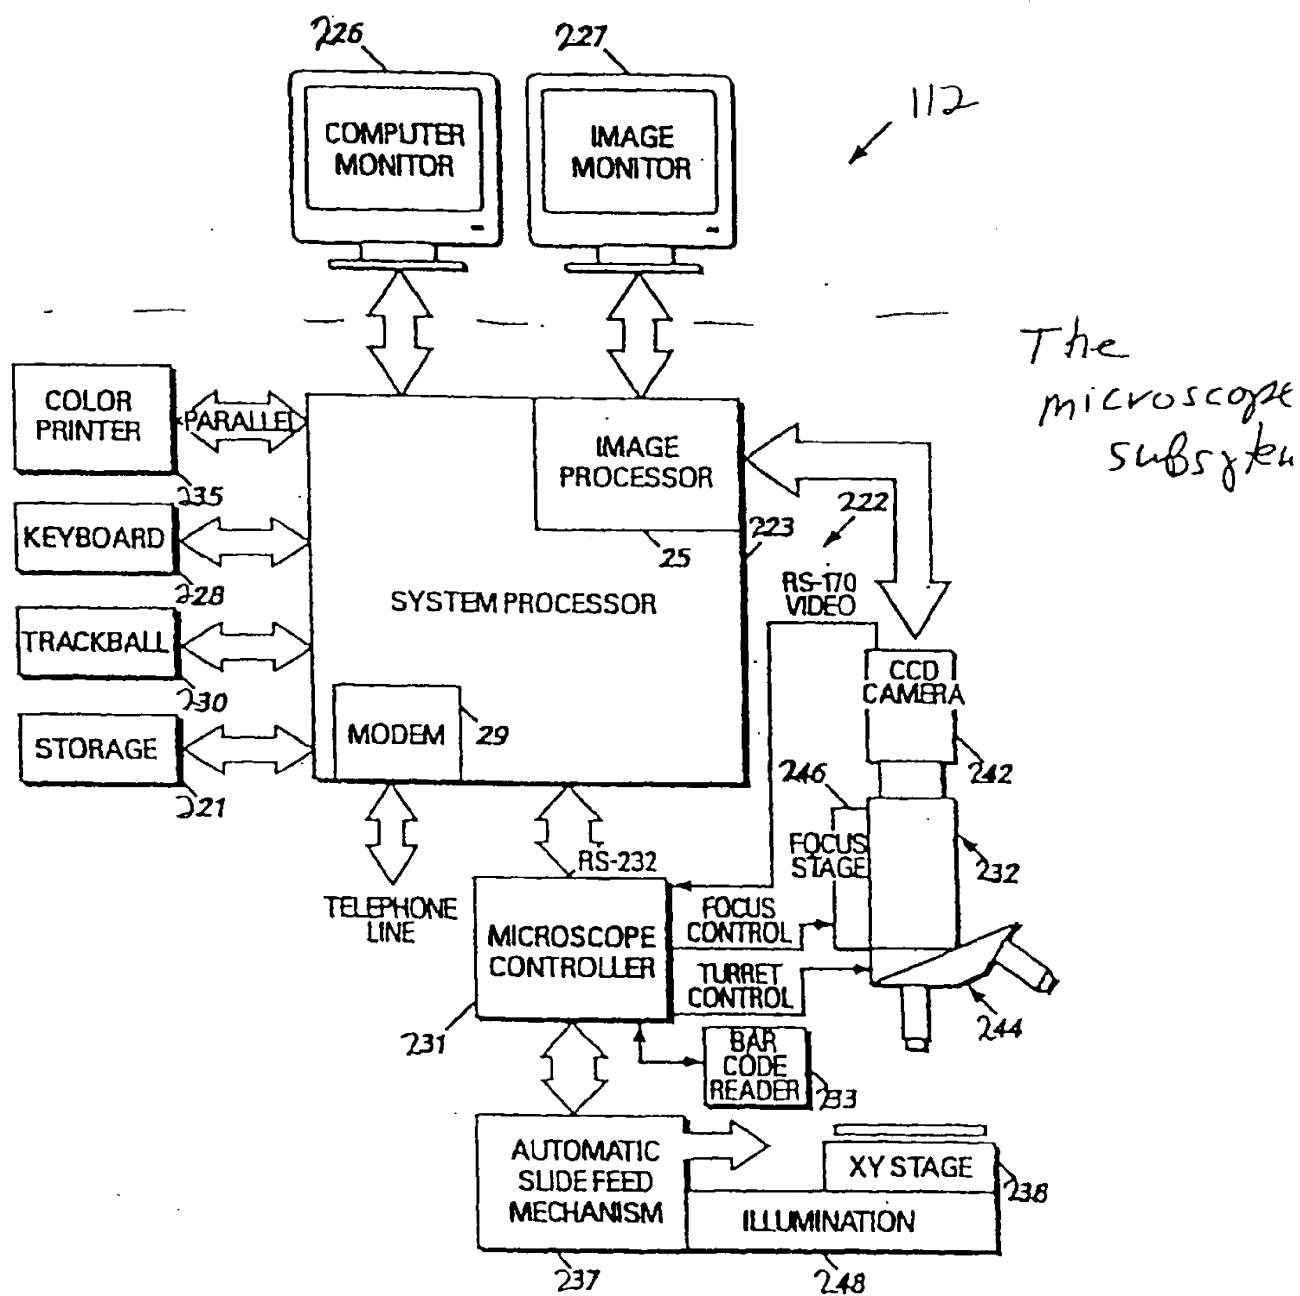 226
227
112
COMPUTER
MONITOR
IMAGE
MONITOR
The
microscope
subsytem
COLOR
PRINTER
235
PARALLEL
IMAGE
PROCESSOR
25
223
222
RS-170
VIDEO
KEYBOARD
228
SYSTEM PROCESSOR
TRACKBALL
230
CCD
CAMERA
242
STORAGE
221
MODEM
29
246
FOCUS
STAGE
232
RS-232
TELEPHONE
LINE
MICROSCOPE
CONTROLLER
231
FOCUS
CONTROL
TURRET
CONTROL
244
BAR
CODE
READER
233
AUTOMATIC
SLIDE FEED
MECHANISM
237
XY STAGE
238
ILLUMINATION
248